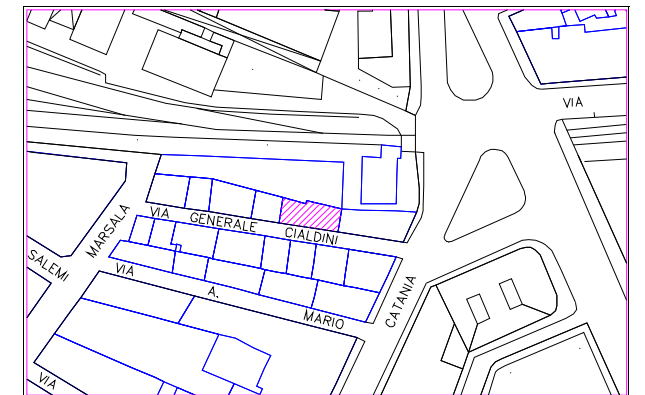 VIA
VIA GENERALE CIALDINI
MARSALA
SALEMI
VIA A. MARIO
CATANIA
VIA